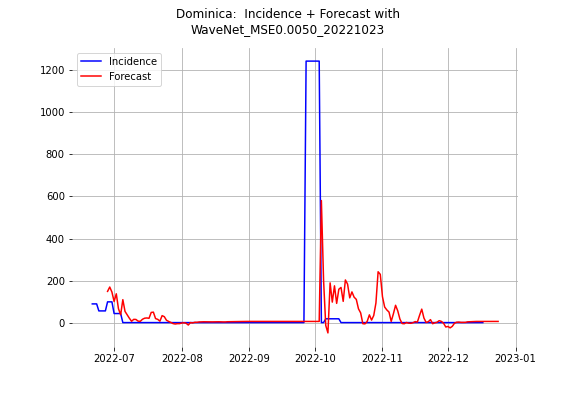 Dominica:  Incidence + Forecast with
WaveNet_MSE0.0050_20221023
Incidence
Forecast
1200
1000
800
600
400
200
0
2022-07 2022-08 2022-09 2022-10 2022-11 2022-12 2023-01